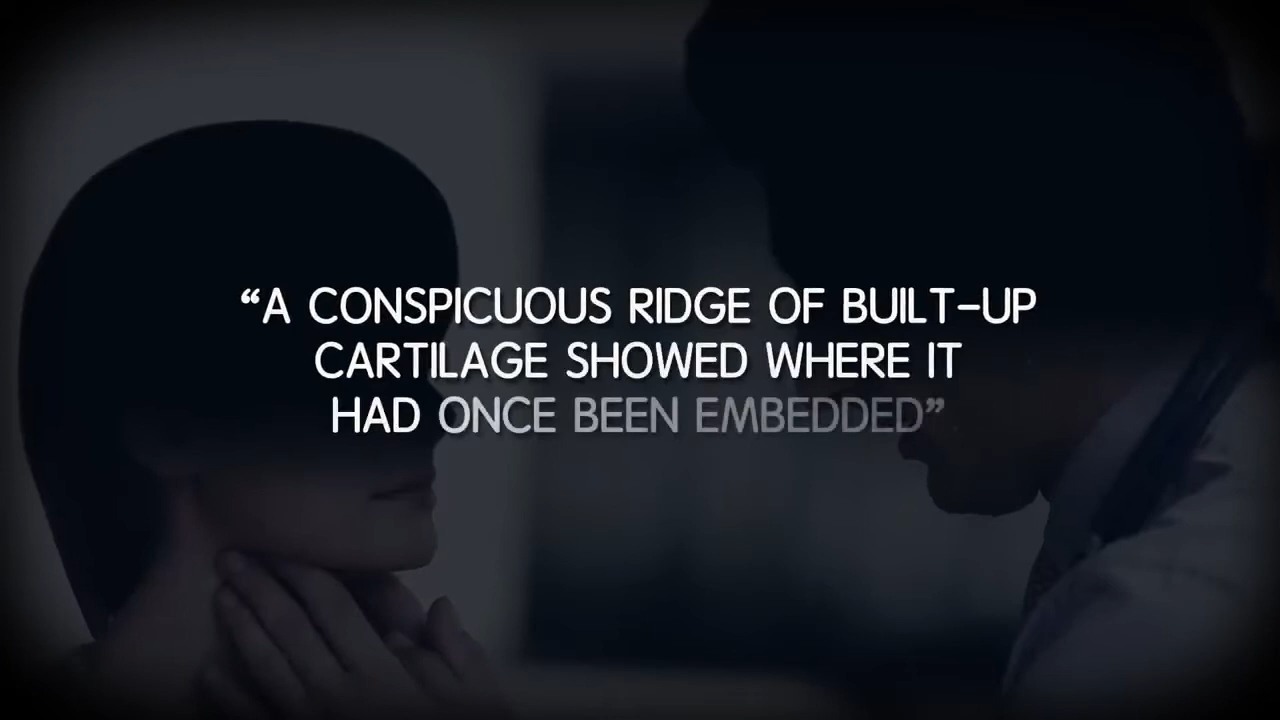 “A CONSPICUOUS RIDGE OF BUILT-UP
CARTILAGE SHOWED WHERE IT
HAD ONCE BEEN EMBEDDED”